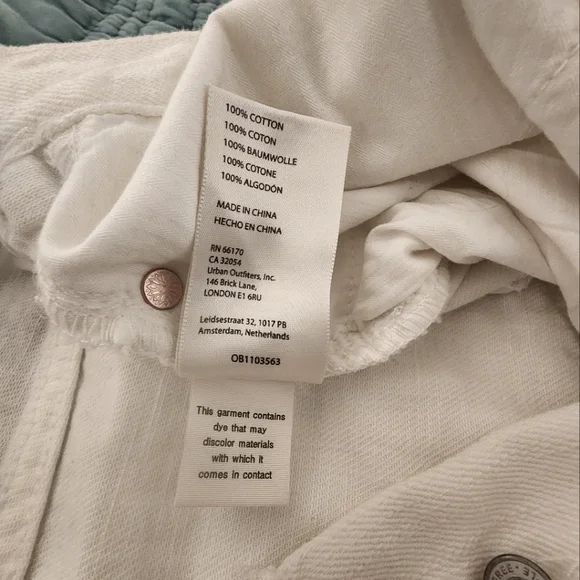 100% COTTON
100% COTON
100% BAUMWOLLE
100% COTONE
100% ALGODÓN
MADE IN CHINA
HECHO EN CHINA
RN 66170
CA 32054
Urban Outfitters, Inc.
146 Brick Lane,
LONDON E1 6RU
Leidsestraat 32, 1017 PB
Amsterdam, Netherlands
OB1103563
This garment contains
dye that may
discolor materials
with which it
comes in contact